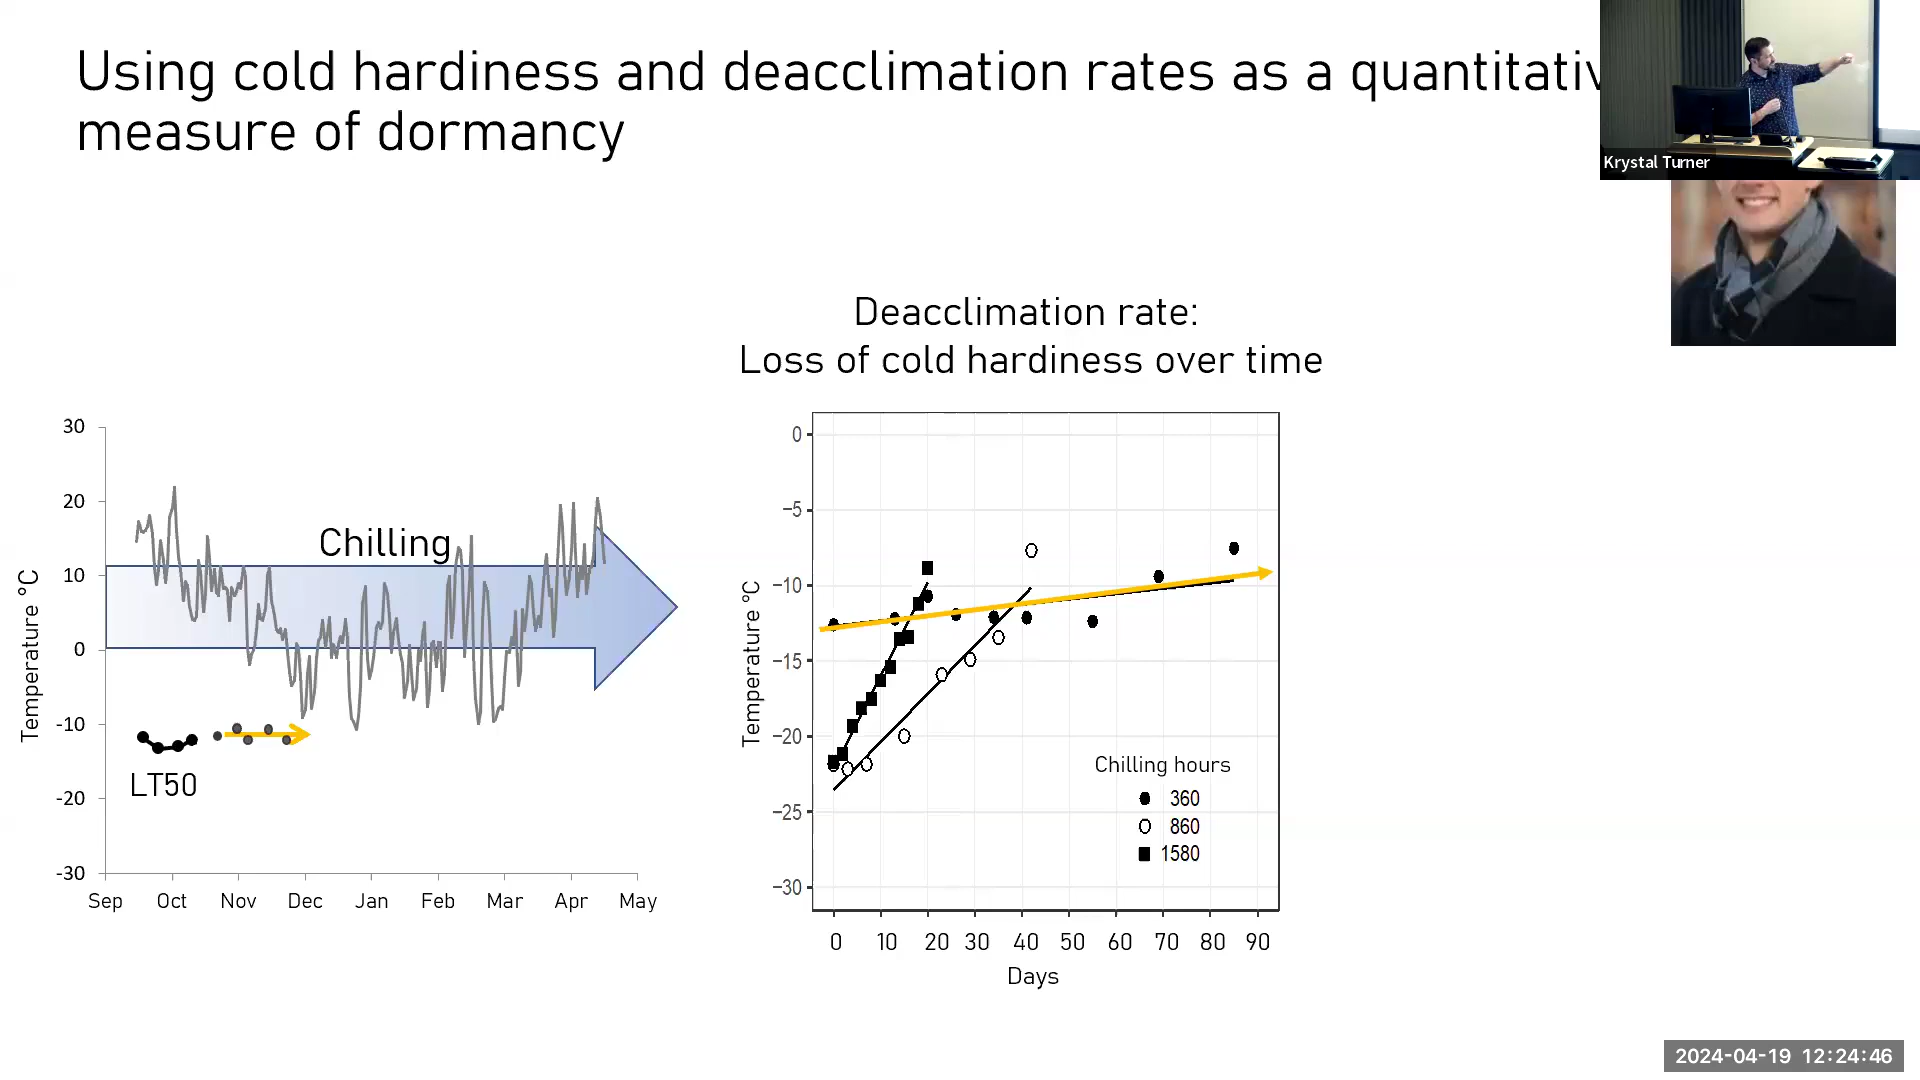 Using cold hardiness and deacclimation rates as a quantitativ
measure of dormancy
Krystal Turner
Deacclimation rate:
Loss of cold hardiness over time
30
20
10
0
-10
-20
-30
Temperature °C
Chilling
LT50
Sep Oct Nov Dec Jan Feb Mar Apr May
0
−5
−10
−15
−20
−25
−30
Temperature °C
Chilling hours
360
860
1580
0 10 20 30 40 50 60 70 80 90
Days
2024-04-19 12:24:46